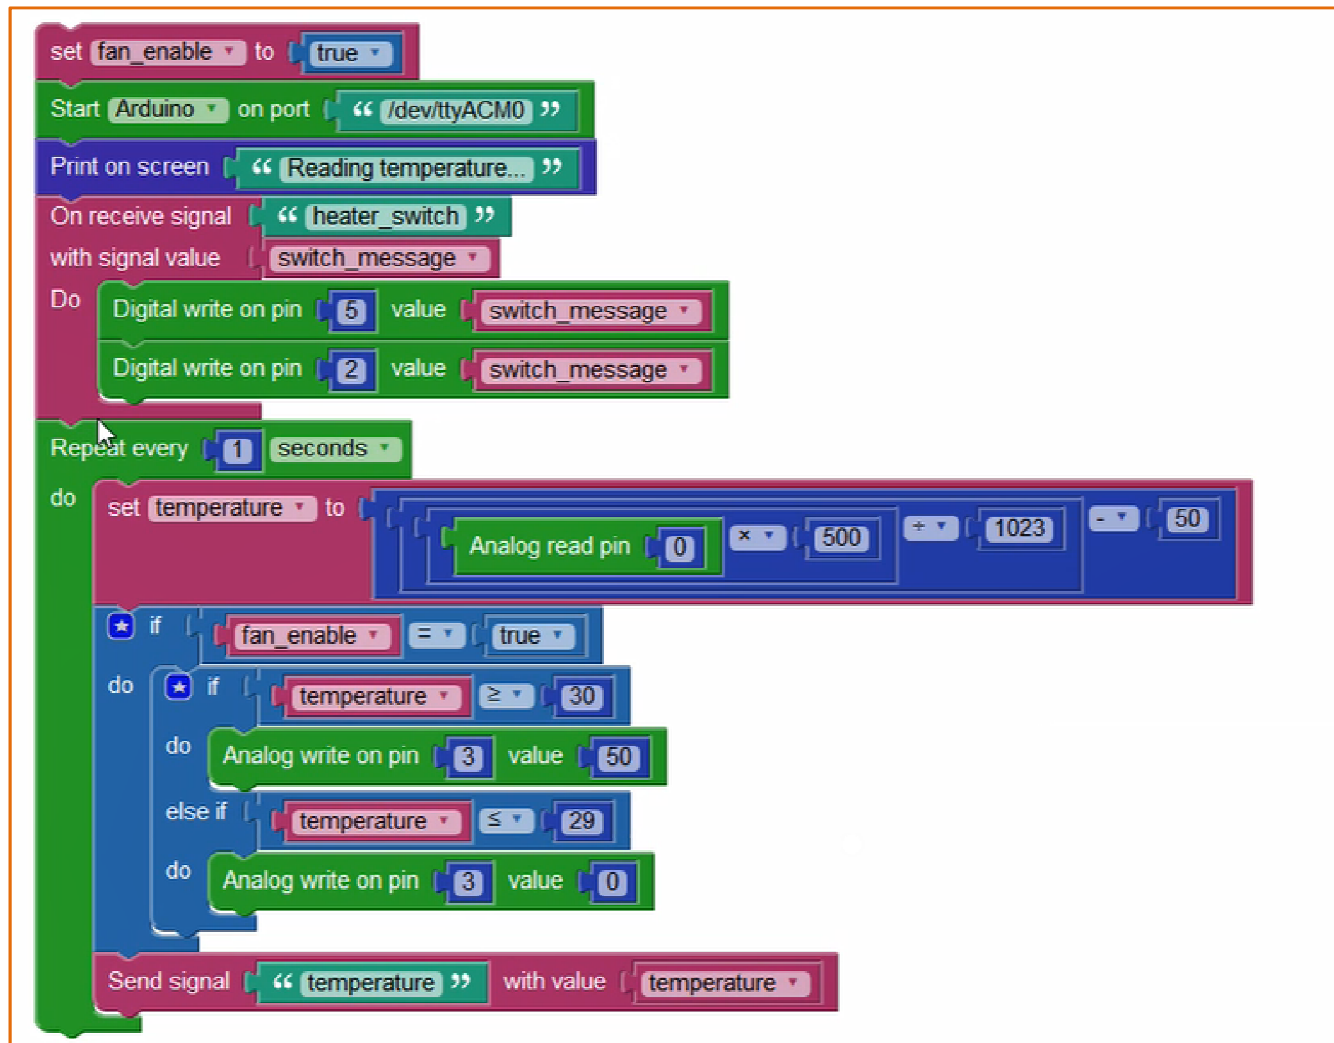 set fan_enable to true
Start Arduino on port “ /dev/ttyACM0 ”
Print on screen “ Reading temperature... ”
On receive signal “ heater_switch ”
with signal value switch_message
Do Digital write on pin 5 value switch_message
Digital write on pin 2 value switch_message
Repeat every 1 seconds
do set temperature to Analog read pin 0 × 500 ÷ 1023 - 50
if fan_enable = true
do if temperature ≥ 30
do Analog write on pin 3 value 50
else if temperature ≤ 29
do Analog write on pin 3 value 0
Send signal “ temperature ” with value temperature